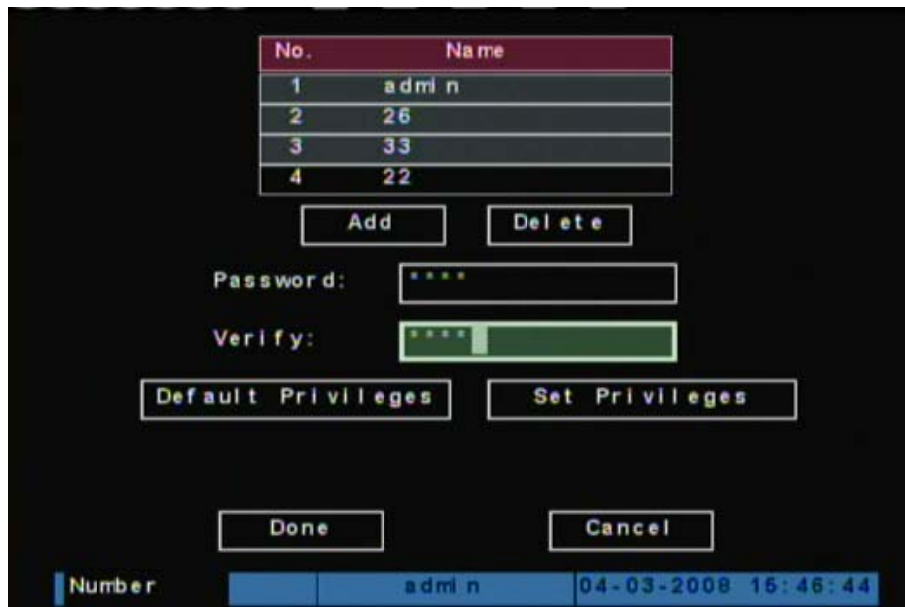 No. Name
1 admin
2 26
3 33
4 22
Add Delete
Password: ****
Verify: ****
Default Privileges Set Privileges
Done Cancel
Number admin 04-03-2008 15:46:44